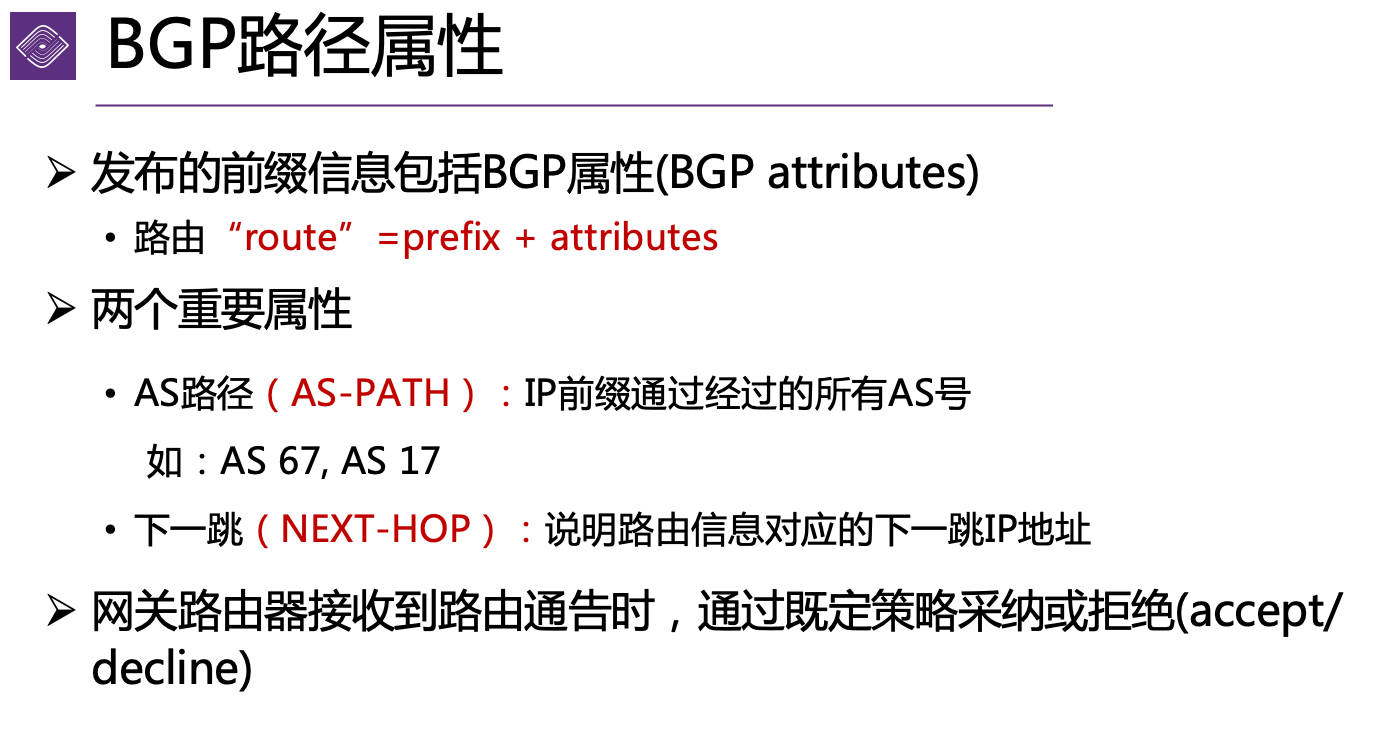 BGP路径属性
➢ 发布的前缀信息包括BGP属性(BGP attributes)
• 路由“route”=prefix + attributes
➢ 两个重要属性
• AS路径（AS-PATH）：IP前缀通过经过的所有AS号
如：AS 67, AS 17
• 下一跳（NEXT-HOP）：说明路由信息对应的下一跳IP地址
➢ 网关路由器接收到路由通告时，通过既定策略采纳或拒绝(accept/
decline)